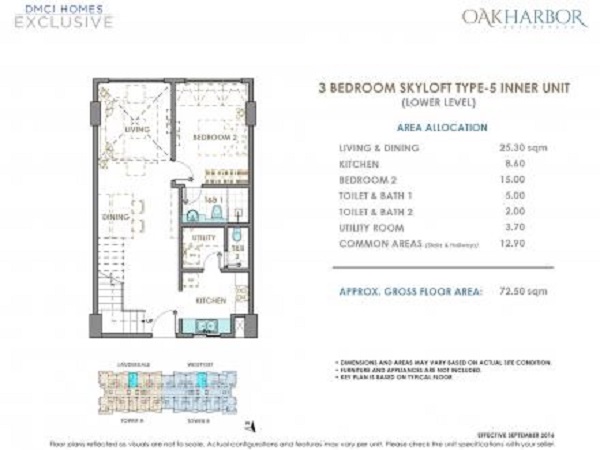 DMCI HOMES
EXCLUSIVE
OAK HARBOR
RESIDENCES
3 BEDROOM SKYLOFT TYPE-5 INNER UNIT
(LOWER LEVEL)
AREA ALLOCATION
LIVING & DINING 25.30 sqm
KITCHEN 8.60
BEDROOM 2 15.00
TOILET & BATH 1 5.00
TOILET & BATH 2 2.00
UTILITY ROOM 3.70
COMMON AREAS (Stairs & Hallways) 12.90
APPROX. GROSS FLOOR AREA: 72.50 sqm
LIVING
BEDROOM 2
T&B 1
DINING
UTILITY
T&B 2
KITCHEN
UP
• DIMENSIONS AND AREAS MAY VARY BASED ON ACTUAL SITE CONDITION.
• FURNITURE AND APPLIANCES ARE NOT INCLUDED.
• KEY PLAN IS BASED ON TYPICAL FLOOR.
EFFECTIVE SEPTEMBER 2016
Floor plans reflected as visuals are not to scale. Actual configurations and features may vary per unit. Please check the unit specifications with your seller.